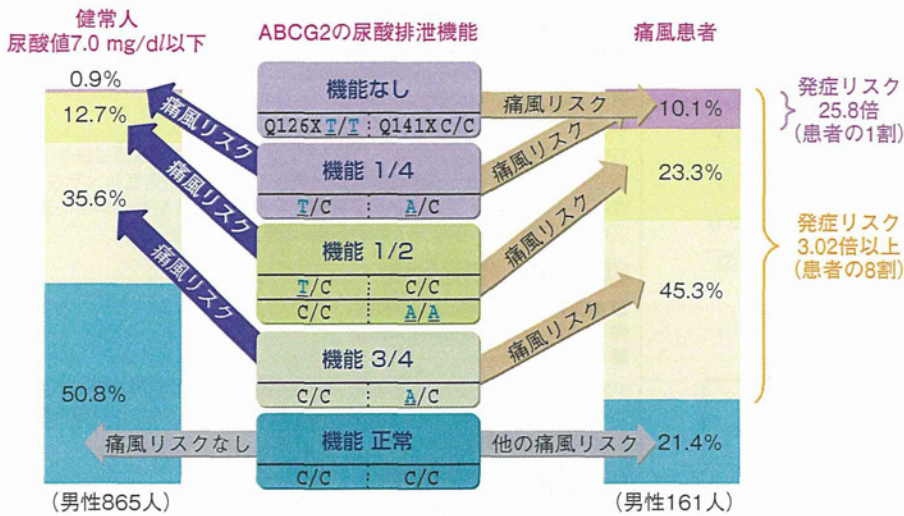 健常人
尿酸値7.0 mg/dl以下
0.9%
12.7%
35.6%
50.8%
(男性865人)
ABCG2の尿酸排泄機能
機能なし
Q126X T/T Q141X C/C
機能 1/4
T/C A/C
機能 1/2
T/C C/C
C/C A/A
機能 3/4
C/C A/C
機能 正常
C/C C/C
痛風リスク
痛風リスク
痛風リスク
痛風リスクなし
痛風リスク
痛風リスク
痛風リスク
痛風リスク
他の痛風リスク
痛風患者
10.1%
23.3%
45.3%
21.4%
(男性161人)
発症リスク
25.8倍
(患者の1割)
発症リスク
3.02倍以上
(患者の8割)